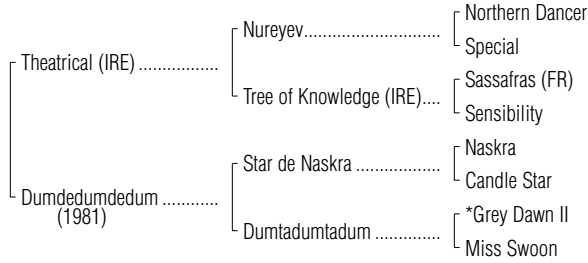 Northern Dancer
Nureyev..............................
Special
Theatrical (IRE) .................
Sassafras (FR)
Tree of Knowledge (IRE)....
Sensibility
Naskra
Star de Naskra ..................
Candle Star
Dumdedumdedum ............
(1981)
*Grey Dawn II
Dumtadumtadum ..............
Miss Swoon